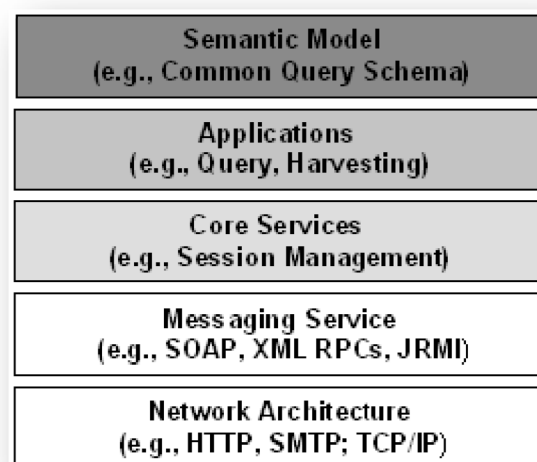 Semantic Model
(e.g., Common Query Schema)
Applications
(e.g., Query, Harvesting)
Core Services
(e.g., Session Management)
Messaging Service
(e.g., SOAP, XML RPCs, JRMI)
Network Architecture
(e.g., HTTP, SMTP; TCP/IP)